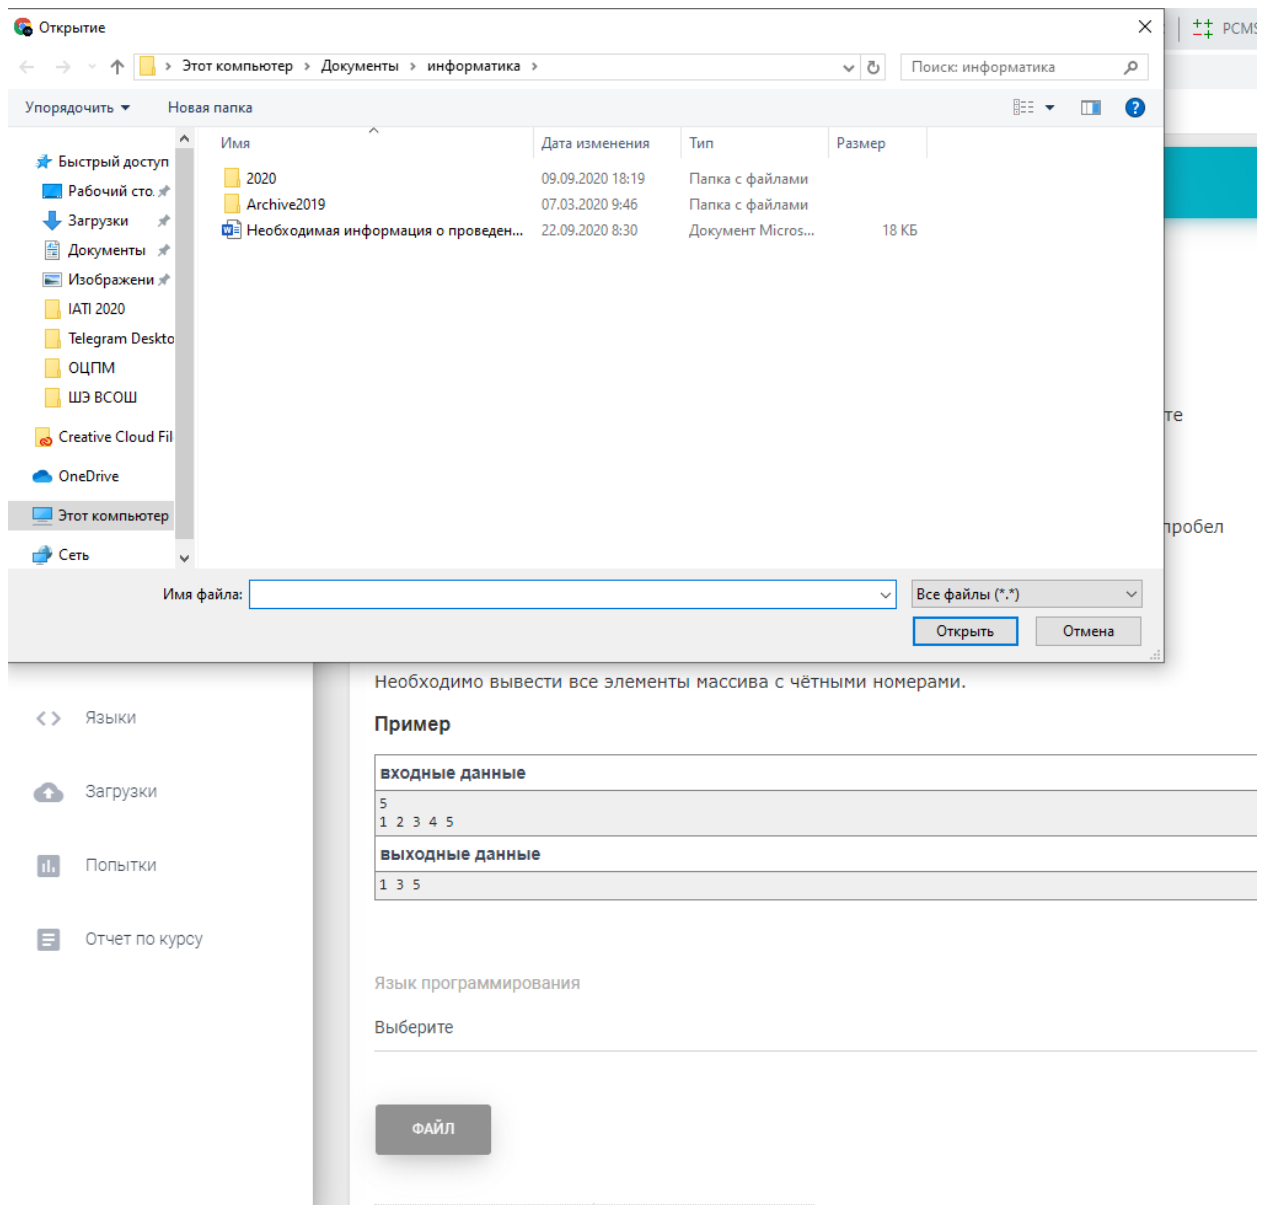 Открытие
PCMS
Этот компьютер › Документы › информатика ›
Поиск: информатика
Упорядочить
Новая папка
Имя
Дата изменения
Тип
Размер
Быстрый доступ
Рабочий сто.
Загрузки
Документы
Изображени
IATI 2020
Telegram Deskto
ОЦПМ
ШЭ ВСОШ
Creative Cloud Fil
OneDrive
Этот компьютер
Сеть
2020 09.09.2020 18:19 Папка с файлами
Archive2019 07.03.2020 9:46 Папка с файлами
Необходимая информация о проведен... 22.09.2020 8:30 Документ Micros... 18 КБ
те
пробел
Имя файла:
Все файлы (*.*)
Открыть
Отмена
Языки
Загрузки
Попытки
Отчет по курсу
Необходимо вывести все элементы массива с чётными номерами.
Пример
входные данные
5
1 2 3 4 5
выходные данные
1 3 5
Язык программирования
Выберите
ФАЙЛ